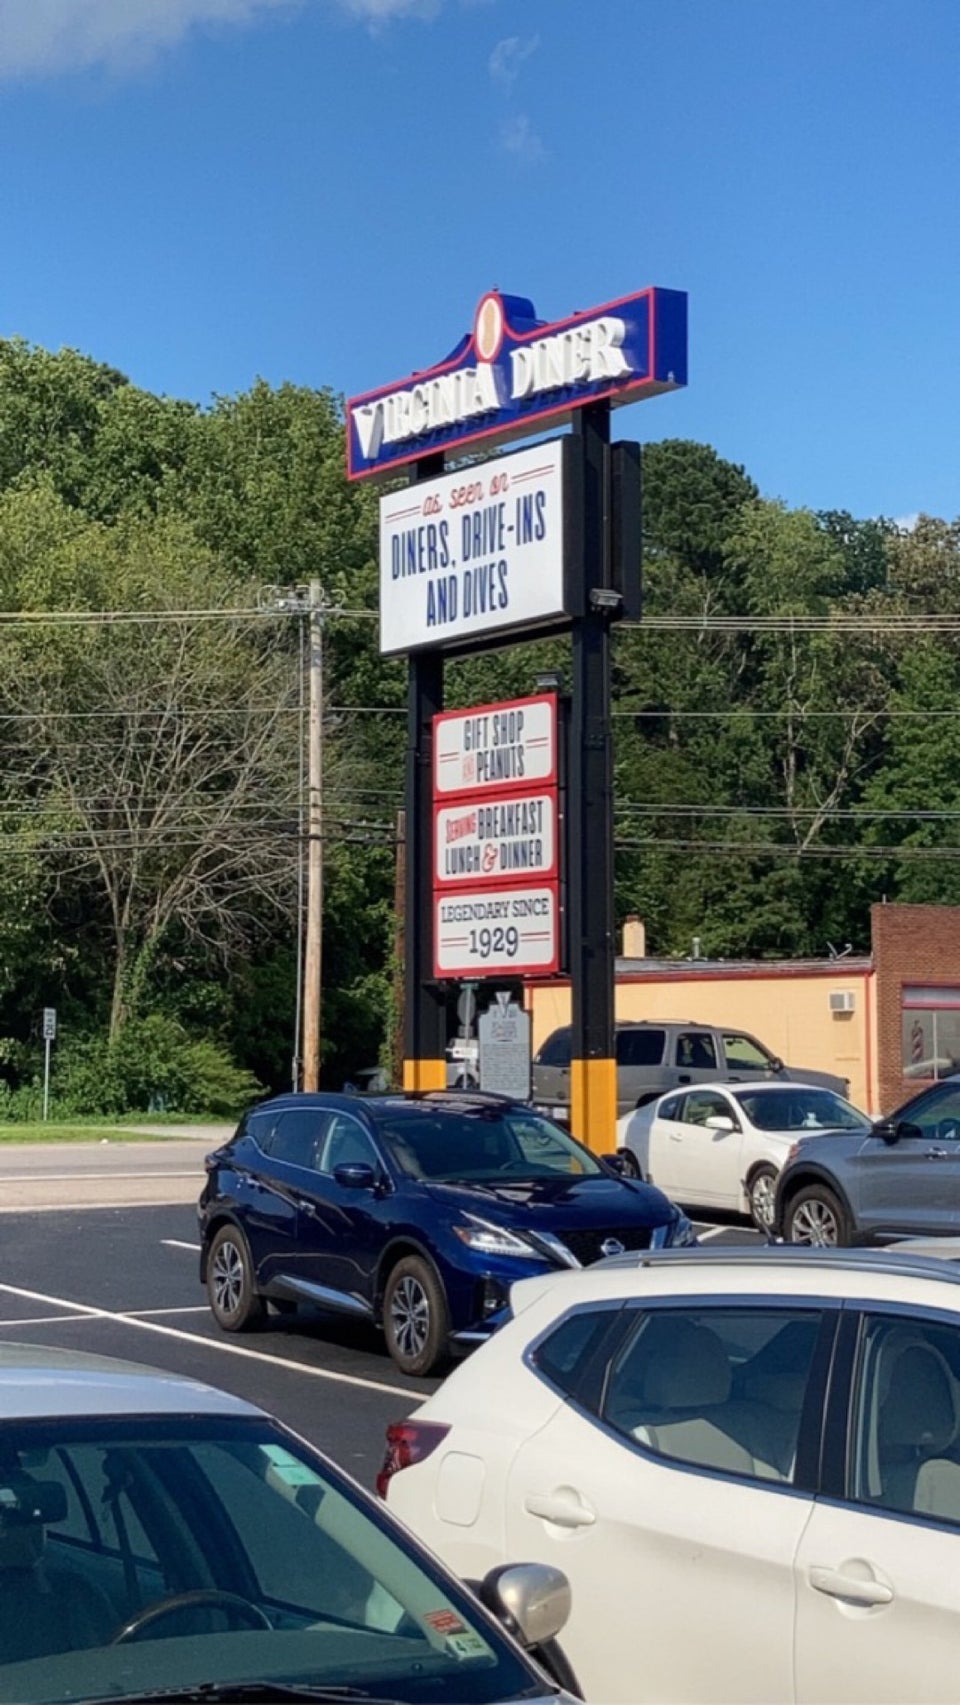 VIRGINIA DINER
as seen on
DINERS, DRIVE-INS
AND DIVES
GIFT SHOP
AND PEANUTS
SERVING BREAKFAST
LUNCH & DINNER
LEGENDARY SINCE
1929
25